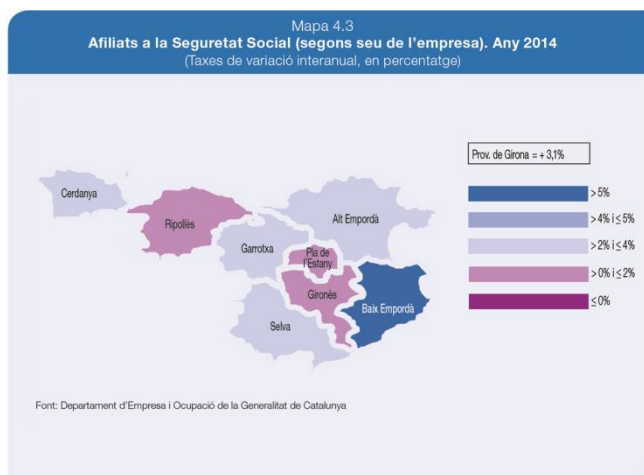 Mapa 4.3
Afiliats a la Seguretat Social (segons seu de l'empresa). Any 2014
(Taxes de variació interanual, en percentatge)
Prov. de Girona = + 3,1%
Cerdanya
Ripollès
Alt Empordà
Garrotxa
Pla de
l'Estany
Gironès
Baix Empordà
Selva
> 5%
> 4% i ≤ 5%
> 2% i ≤ 4%
> 0% i ≤ 2%
≤ 0%
Font: Departament d'Empresa i Ocupació de la Generalitat de Catalunya